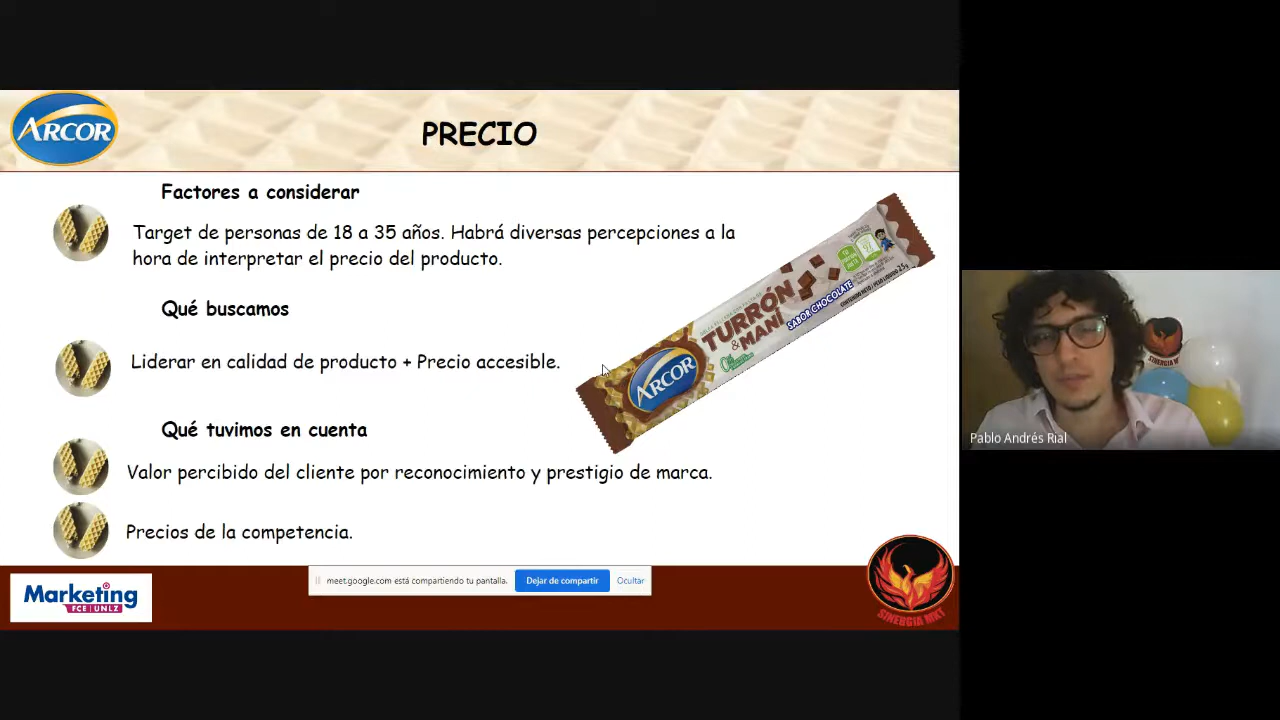 ARCOR
PRECIO
Factores a considerar
Target de personas de 18 a 35 años. Habrá diversas percepciones a la
hora de interpretar el precio del producto.
Qué buscamos
Liderar en calidad de producto + Precio accesible.
TURRÓN
& MANÍ
SABOR CHOCOLATE
ARCOR
Qué tuvimos en cuenta
Valor percibido del cliente por reconocimiento y prestigio de marca.
Precios de la competencia.
Marketing
FCE | UNLZ
meet.google.com está compartiendo tu pantalla.
Dejar de compartir
Ocultar
SINERGIA MKT
Pablo Andrés Rial